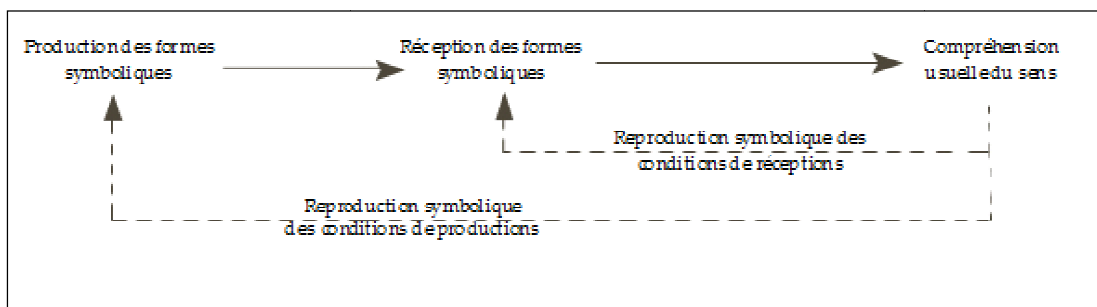 Production des formes
symboliques
Réception des formes
symboliques
Compréhension
usuelle du sens
Reproduction symbolique des
conditions de réceptions
Reproduction symbolique
des conditions de productions